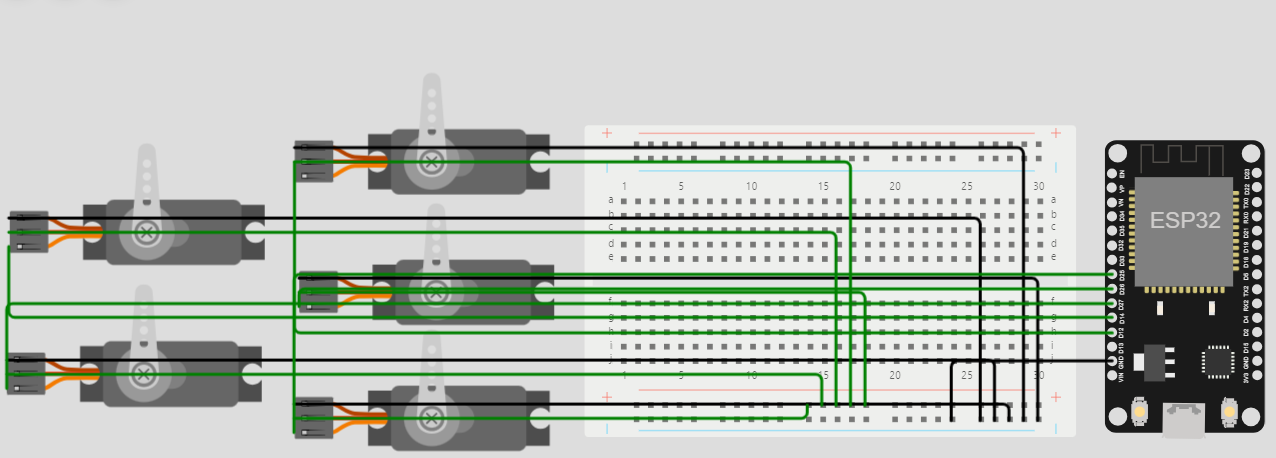 + +
1 5 10 15 20 25 30
a a
b b
c c
d d
e e
f f
g g
h h
i i
j j
1 5 10 15 20 25 30
+ +
ESP32
EN
VP
VN
D34
D35
D32
D33
D25
D26
D27
D14
D12
D13
GND
VIN
D23
D22
TX0
RX0
D21
D19
D18
D5
TX2
RX2
D4
D2
D15
GND
3V3